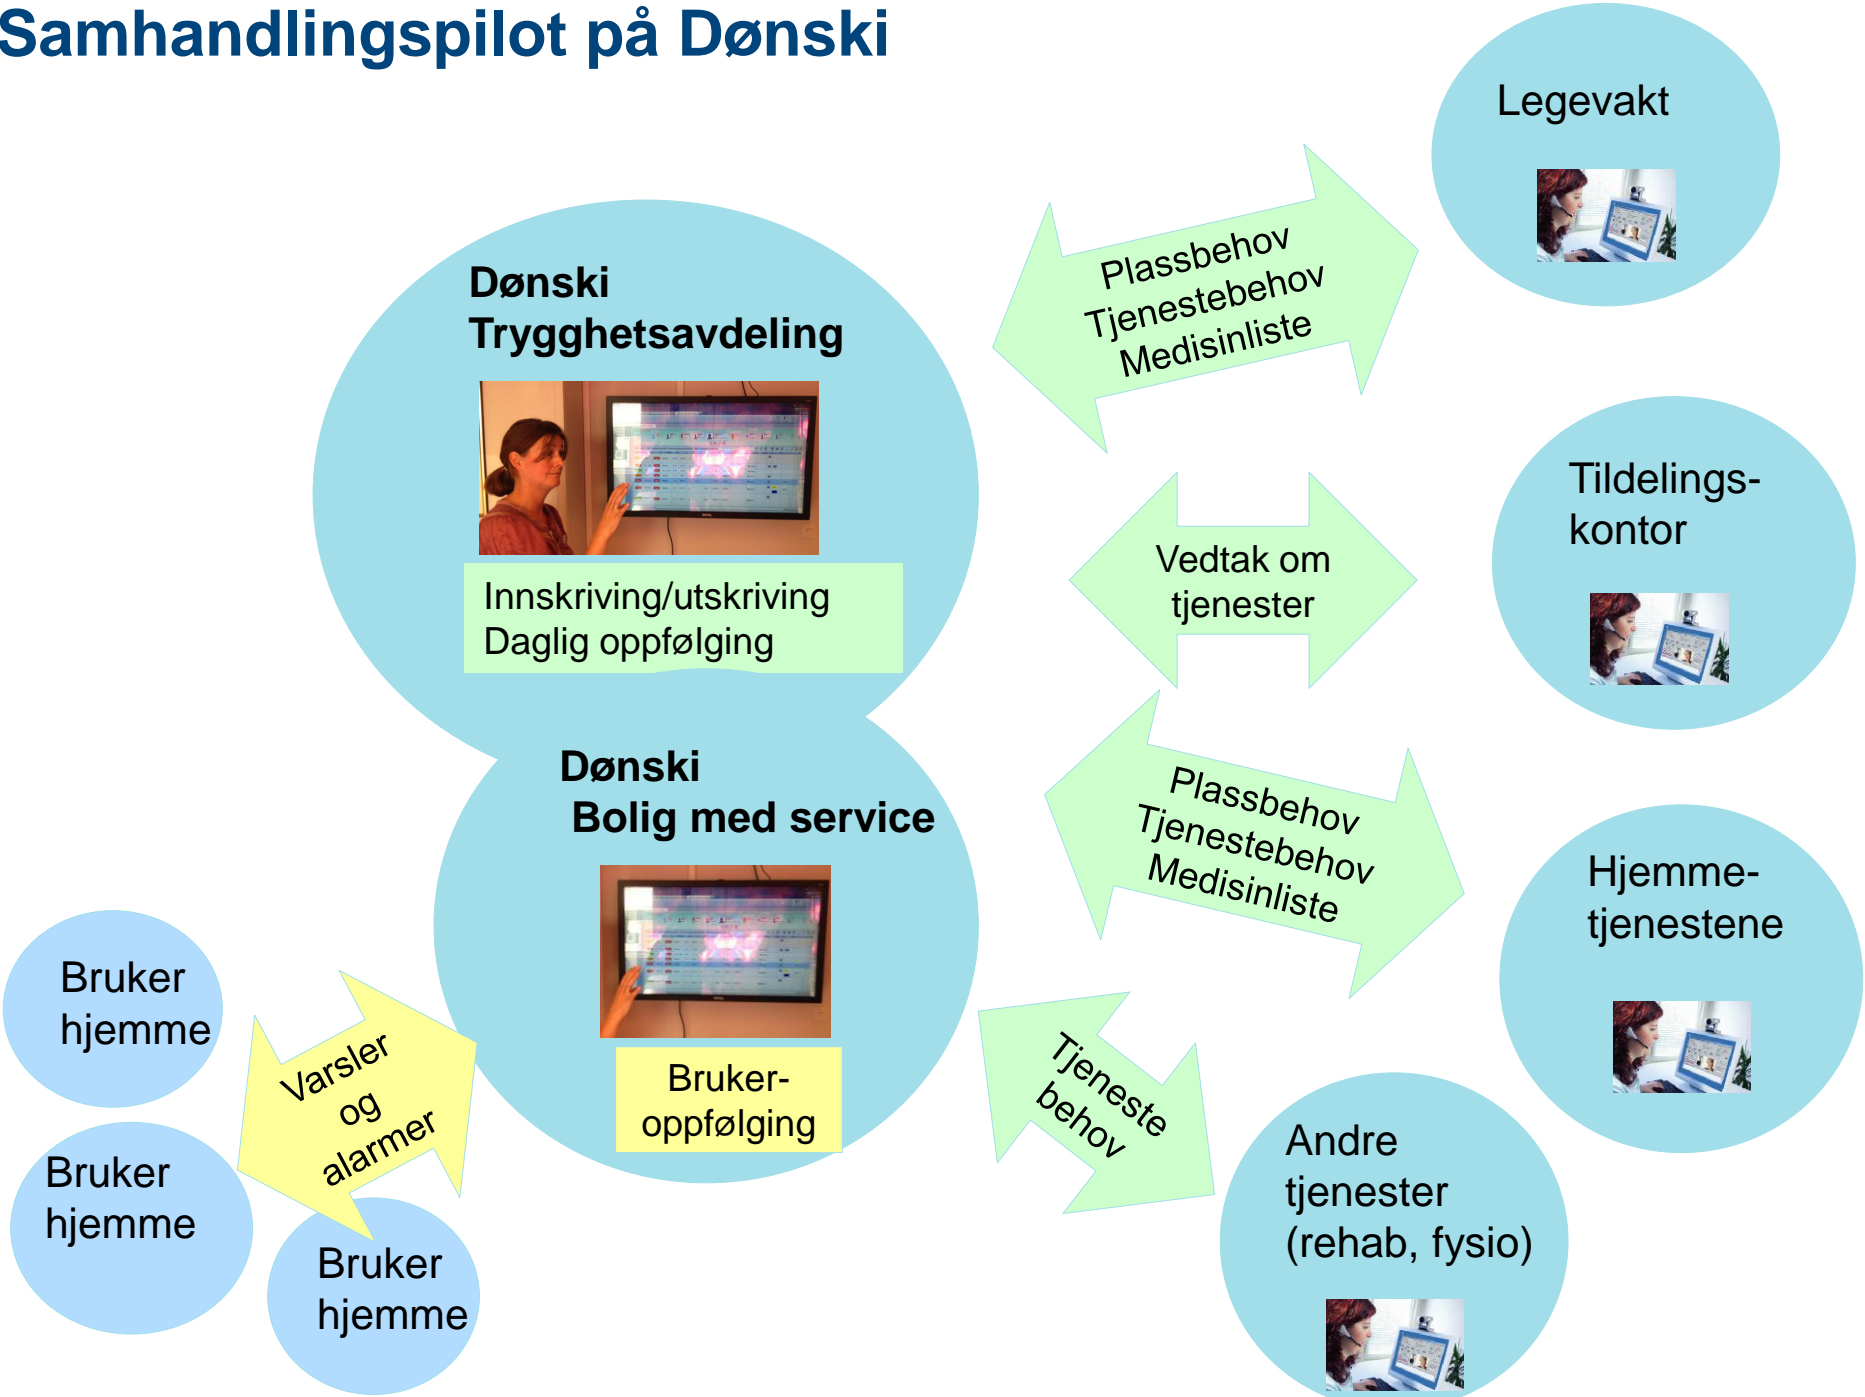 Samhandlingspilot på Dønski
Legevakt
Plassbehov
Tjenestebehov
Medisinliste
Dønski
Trygghetsavdeling
Innskriving/utskriving
Daglig oppfølging
Tildelings-
kontor
Vedtak om
tjenester
Dønski
Bolig med service
Bruker-
oppfølging
Plassbehov
Tjenestebehov
Medisinliste
Hjemme-
tjenestene
Tjeneste
behov
Andre
tjenester
(rehab, fysio)
Varsler
og
alarmer
Bruker
hjemme
Bruker
hjemme
Bruker
hjemme